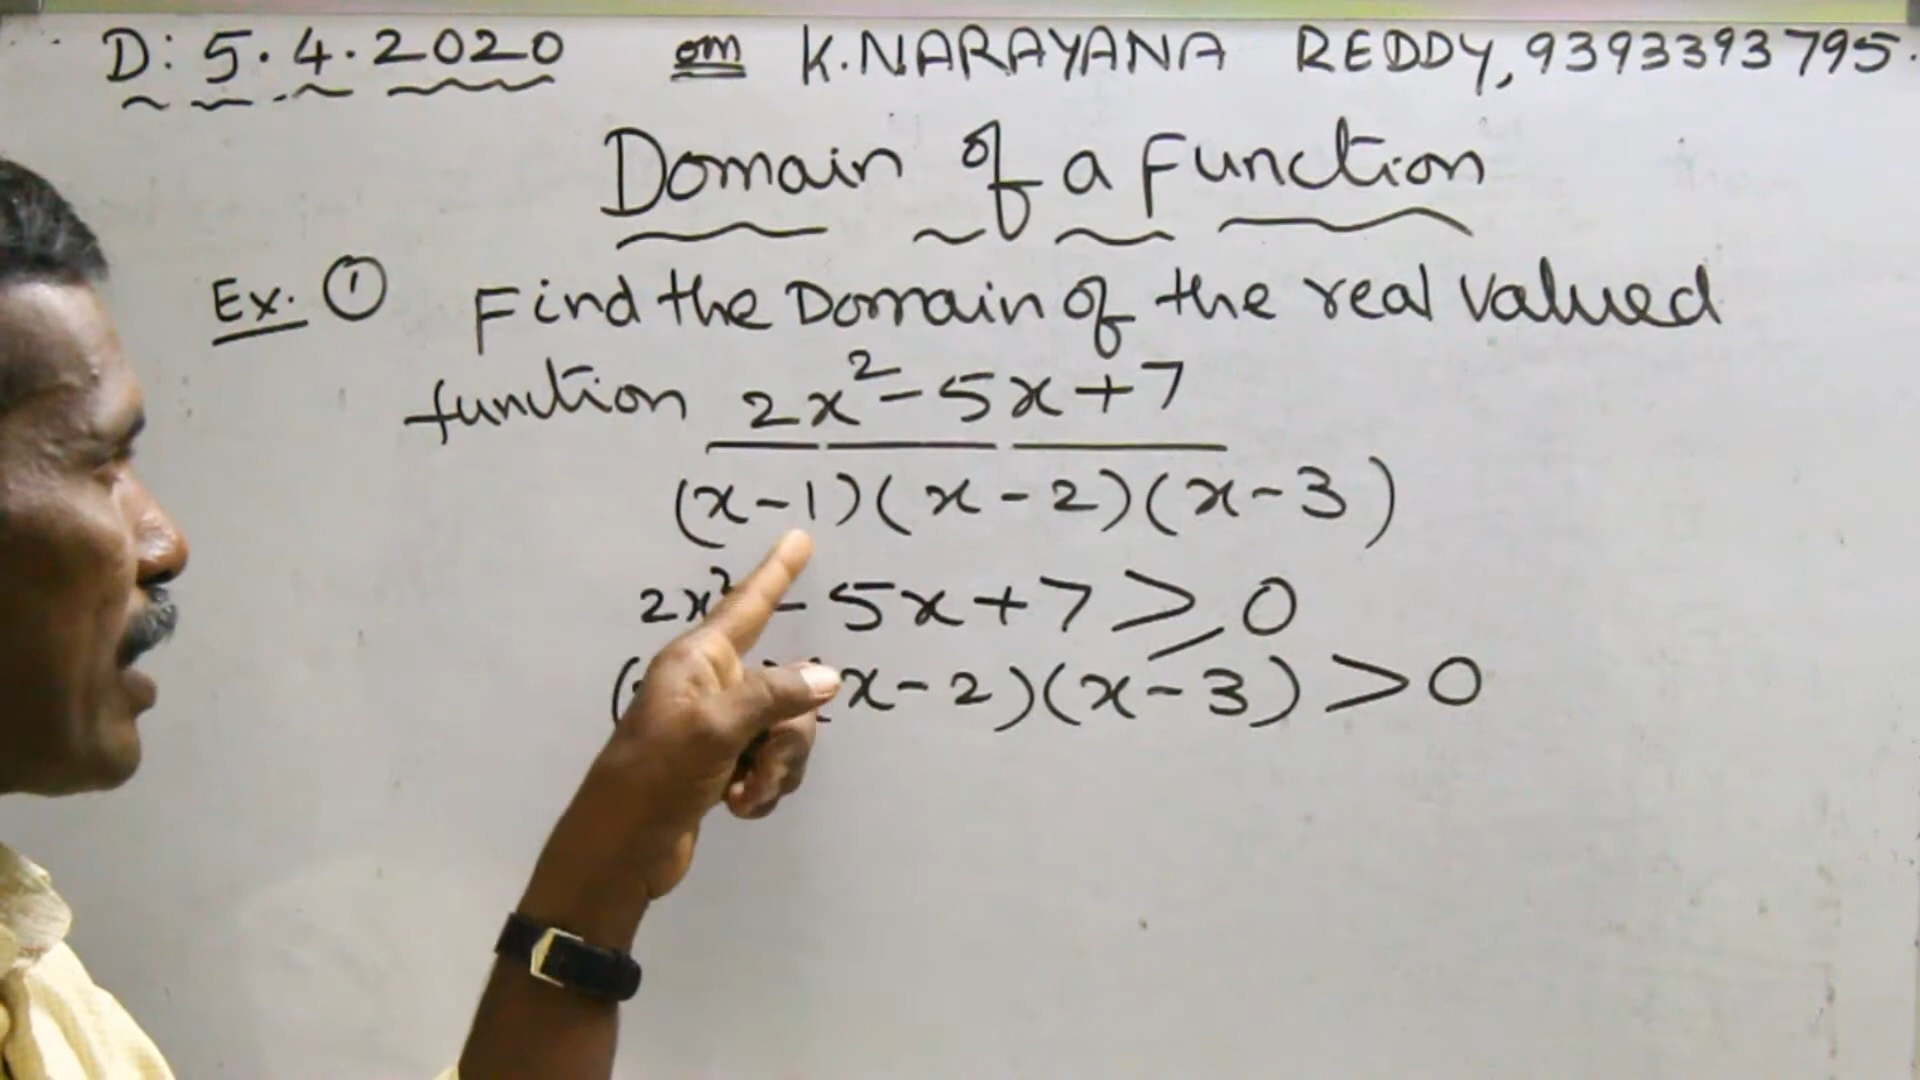 D: 5.4.2020 om K.NARAYANA REDDY, 9393393795.
Domain of a Function
Ex. ① Find the Domain of the real valued
function 2x² - 5x + 7
(x-1)(x-2)(x-3)
2x² - 5x + 7 ≥ 0
(x-2)(x-3) > 0